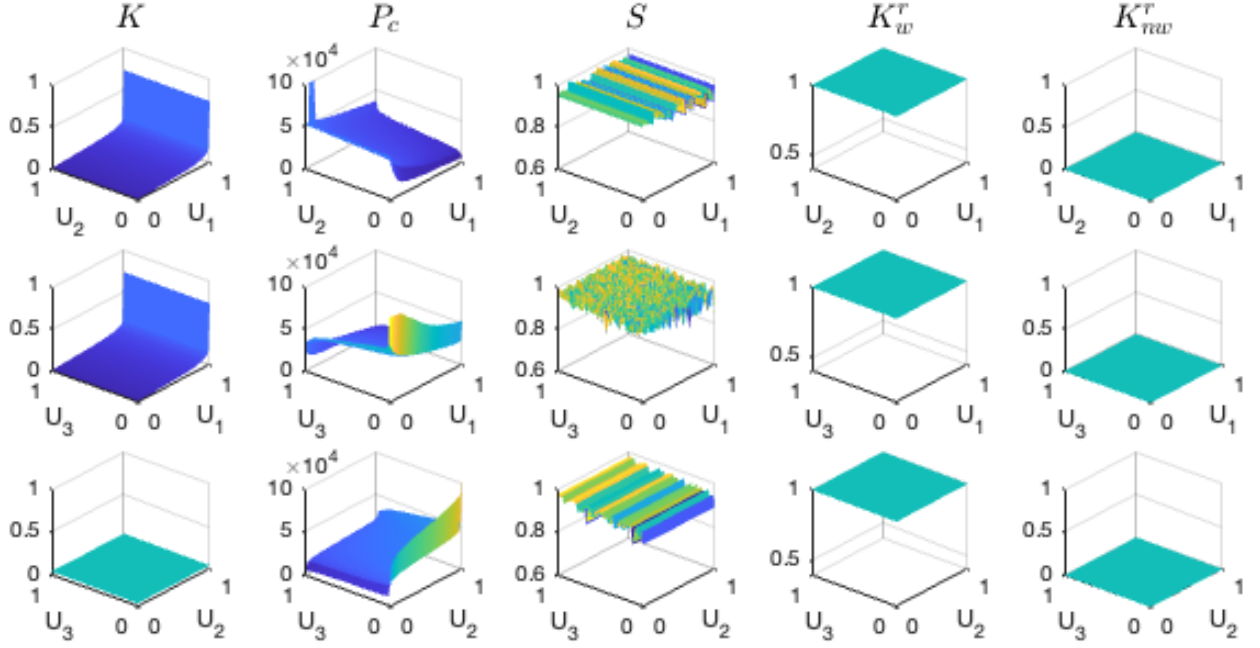 K P_c S K_w^r K_{nw}^r
× 10^4
1 10 1 1 1
0.5 5 0.8 0.5
0 0 0.6 0.5 0
1 1 1 1 1 1 1 1 1 1
U_2 0 0 U_1 U_2 0 0 U_1 U_2 0 0 U_1 U_2 0 0 U_1 U_2 0 0 U_1
× 10^4
1 10 1 1 1
0.5 5 0.8 0.5
0 0 0.6 0.5 0
1 1 1 1 1 1 1 1 1 1
U_3 0 0 U_1 U_3 0 0 U_1 U_3 0 0 U_1 U_3 0 0 U_1 U_3 0 0 U_1
× 10^4
1 10 1 1 1
0.5 5 0.8 0.5
0 0 0.6 0.5 0
1 1 1 1 1 1 1 1 1 1
U_3 0 0 U_2 U_3 0 0 U_2 U_3 0 0 U_2 U_3 0 0 U_2 U_3 0 0 U_2